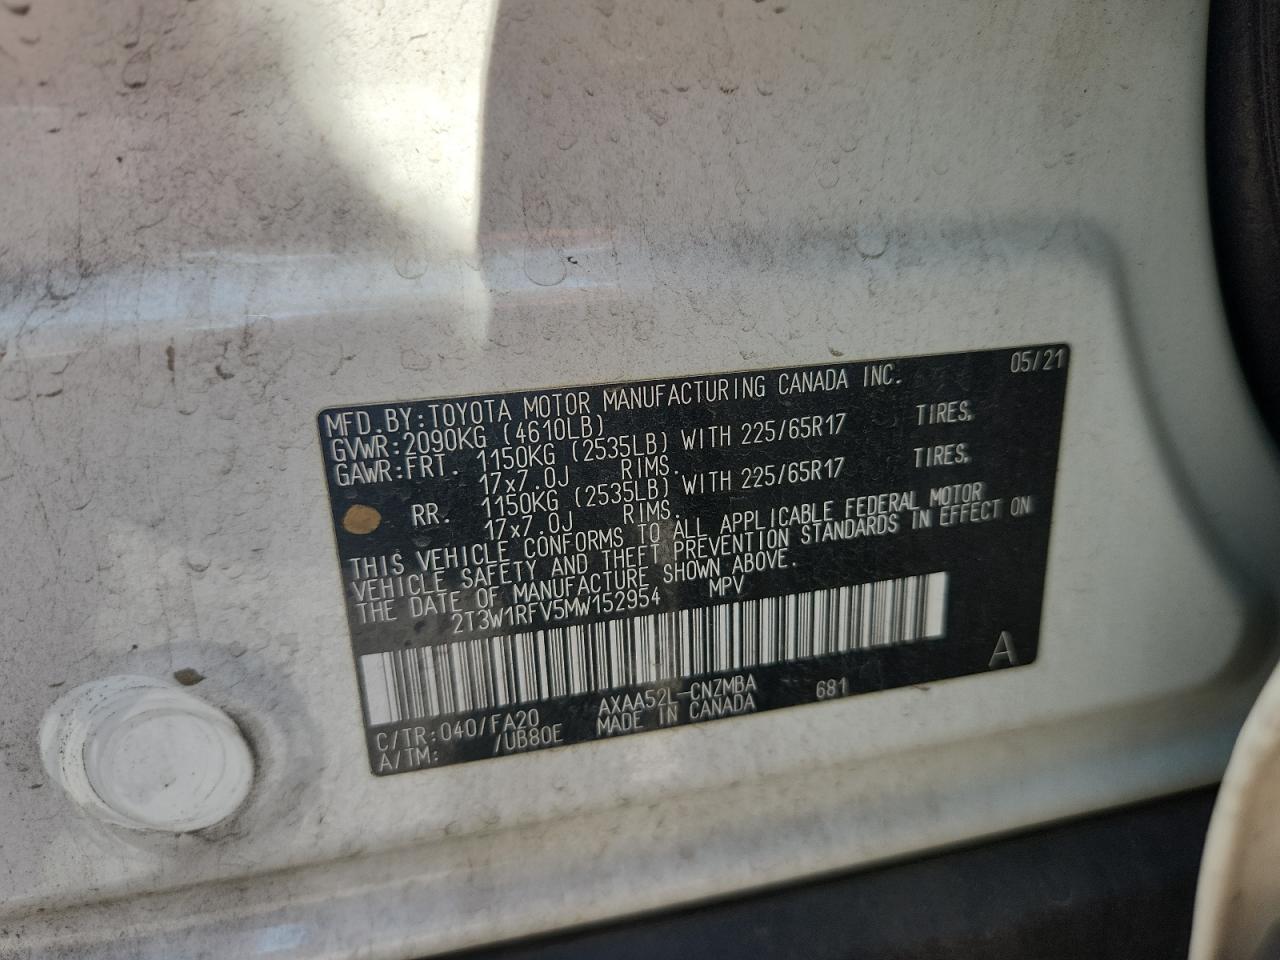 05/21
MFD.BY:TOYOTA MOTOR MANUFACTURING CANADA INC.
GVWR:2090KG (4610LB)
GAWR:FRT. 1150KG (2535LB) WITH 225/65R17 TIRES,
17x7.0J RIMS.
RR. 1150KG (2535LB) WITH 225/65R17 TIRES,
17x7.0J RIMS.
THIS VEHICLE CONFORMS TO ALL APPLICABLE FEDERAL MOTOR
VEHICLE SAFETY AND THEFT PREVENTION STANDARDS IN EFFECT ON
THE DATE OF MANUFACTURE SHOWN ABOVE.
2T3W1RFV5MW152954 MPV
A
C/TR:040/FA20 AXAA52L-CNZMBA 681
A/TM: /UB80E MADE IN CANADA